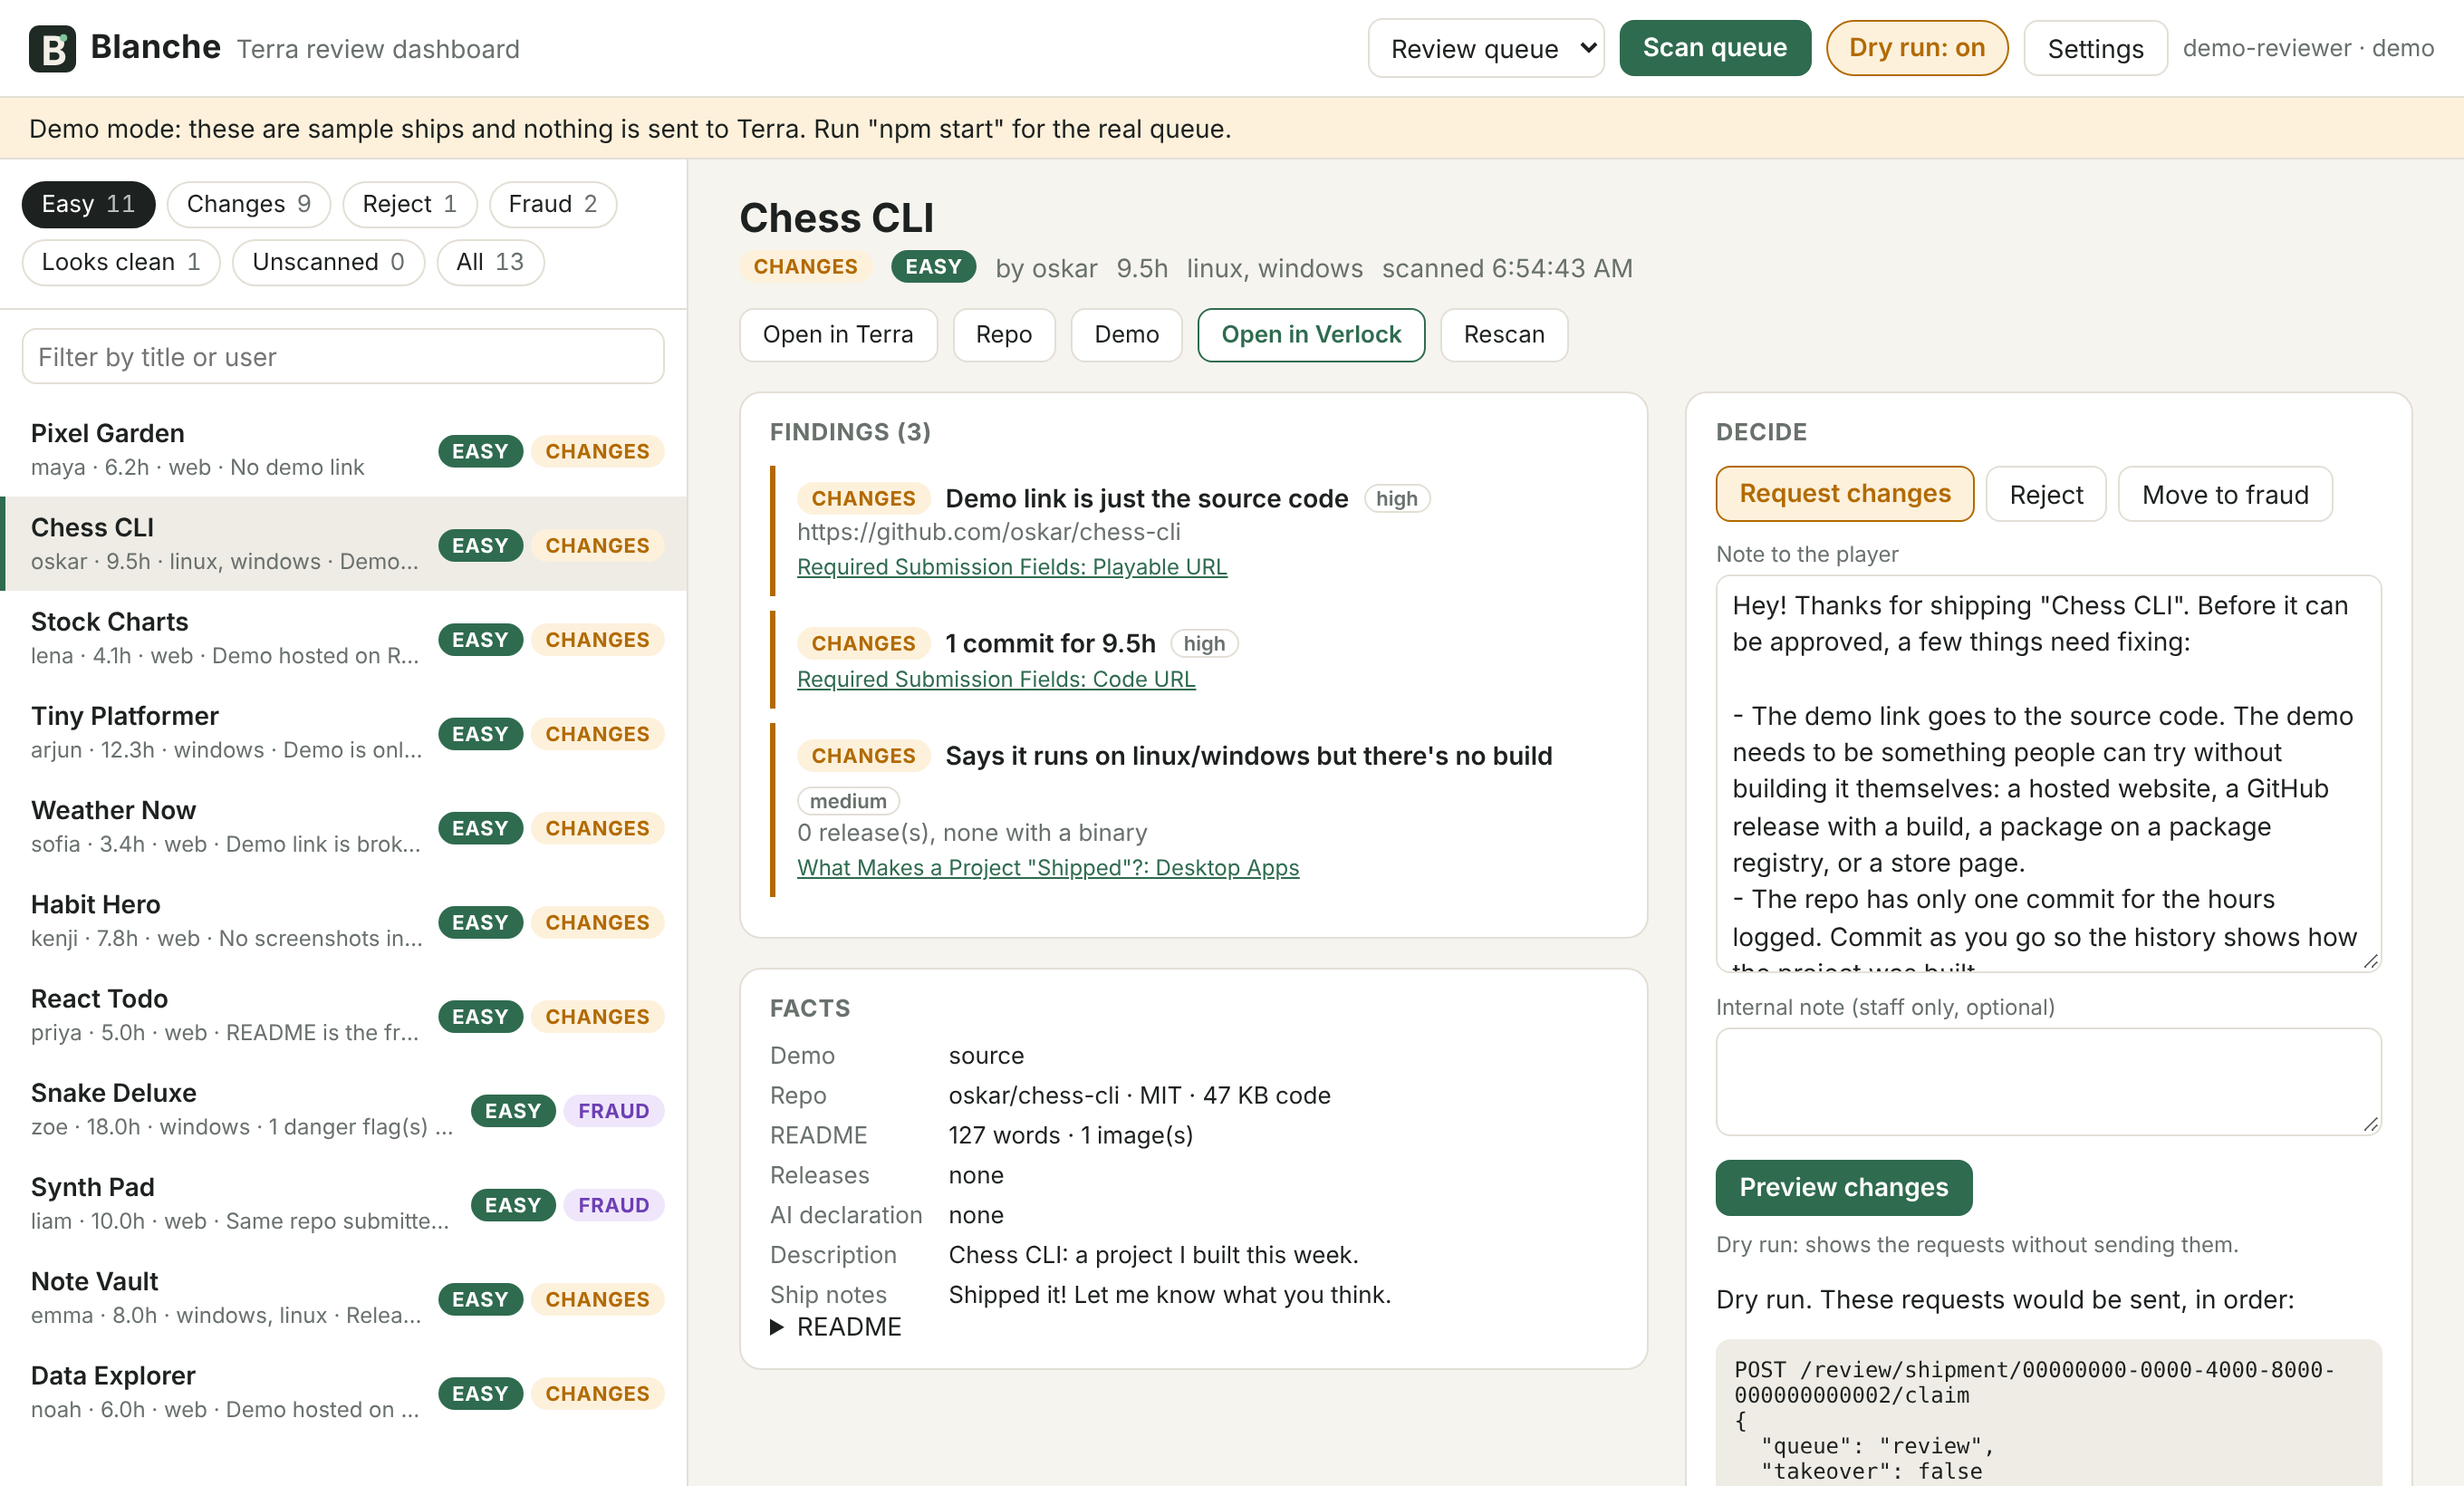 B Blanche Terra review dashboard
Review queue Scan queue Dry run: on Settings demo-reviewer · demo
Demo mode: these are sample ships and nothing is sent to Terra. Run "npm start" for the real queue.
Easy 11 Changes 9 Reject 1 Fraud 2
Looks clean 1 Unscanned 0 All 13
Filter by title or user
Pixel Garden
maya · 6.2h · web · No demo link
EASY CHANGES
Chess CLI
oskar · 9.5h · linux, windows · Demo...
EASY CHANGES
Stock Charts
lena · 4.1h · web · Demo hosted on R...
EASY CHANGES
Tiny Platformer
arjun · 12.3h · windows · Demo is onl...
EASY CHANGES
Weather Now
sofia · 3.4h · web · Demo link is brok...
EASY CHANGES
Habit Hero
kenji · 7.8h · web · No screenshots in...
EASY CHANGES
React Todo
priya · 5.0h · web · README is the fr...
EASY CHANGES
Snake Deluxe
zoe · 18.0h · windows · 1 danger flag(s) ...
EASY FRAUD
Synth Pad
liam · 10.0h · web · Same repo submitte...
EASY FRAUD
Note Vault
emma · 8.0h · windows, linux · Relea...
EASY CHANGES
Data Explorer
noah · 6.0h · web · Demo hosted on ...
EASY CHANGES
Chess CLI
CHANGES EASY by oskar 9.5h linux, windows scanned 6:54:43 AM
Open in Terra Repo Demo Open in Verlock Rescan
FINDINGS (3)
CHANGES Demo link is just the source code high
https://github.com/oskar/chess-cli
Required Submission Fields: Playable URL
CHANGES 1 commit for 9.5h high
Required Submission Fields: Code URL
CHANGES Says it runs on linux/windows but there's no build
medium
0 release(s), none with a binary
What Makes a Project "Shipped"?: Desktop Apps
FACTS
Demo source
Repo oskar/chess-cli · MIT · 47 KB code
README 127 words · 1 image(s)
Releases none
AI declaration none
Description Chess CLI: a project I built this week.
Ship notes Shipped it! Let me know what you think.
README
DECIDE
Request changes Reject Move to fraud
Note to the player
Hey! Thanks for shipping "Chess CLI". Before it can
be approved, a few things need fixing:
- The demo link goes to the source code. The demo
needs to be something people can try without
building it themselves: a hosted website, a GitHub
release with a build, a package on a package
registry, or a store page.
- The repo has only one commit for the hours
logged. Commit as you go so the history shows how
the project was built.
Internal note (staff only, optional)
Preview changes
Dry run: shows the requests without sending them.
Dry run. These requests would be sent, in order:
POST /review/shipment/00000000-0000-4000-8000-
000000000002/claim
{
"queue": "review",
"takeover": false